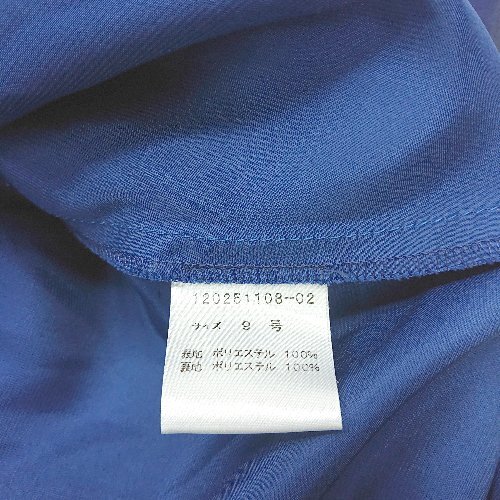 120281108-02
サイズ 9 号
表地 ポリエステル 100%
裏地 ポリエステル 100%